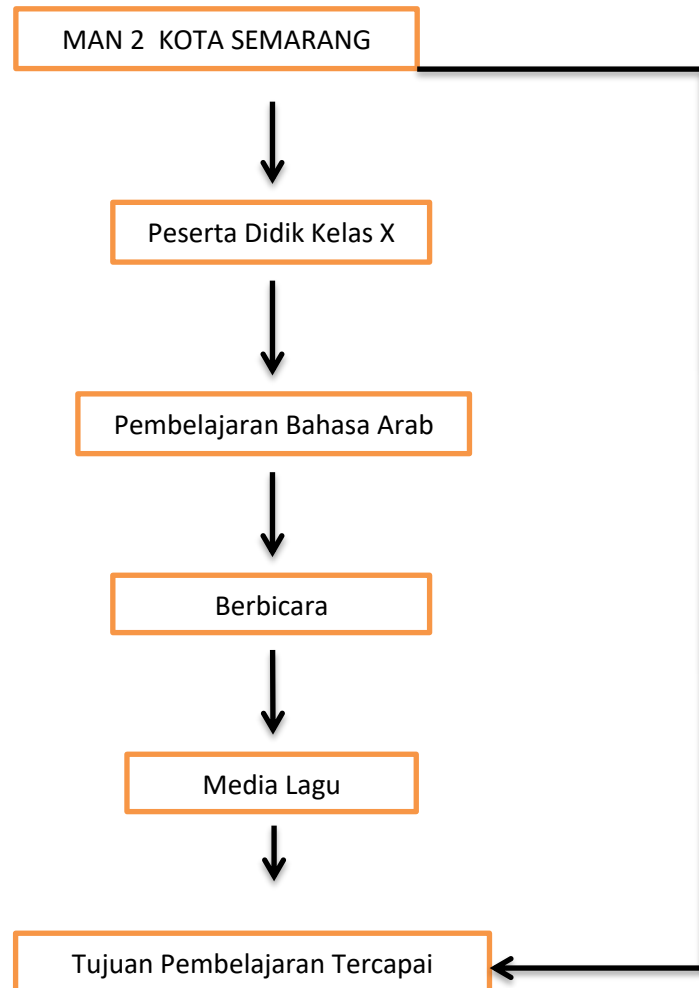 MAN 2  KOTA SEMARANG
Peserta Didik Kelas X
Pembelajaran Bahasa Arab
Berbicara
Media Lagu
Tujuan Pembelajaran Tercapai